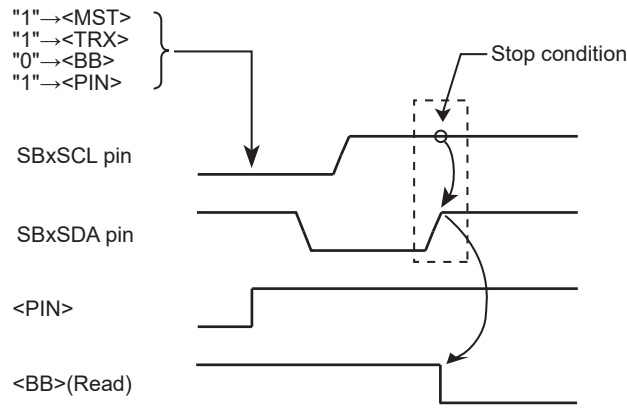 "1"→<MST>
"1"→<TRX>
"0"→<BB>
"1"→<PIN>
Stop condition
SBxSCL pin
SBxSDA pin
<PIN>
<BB>(Read)